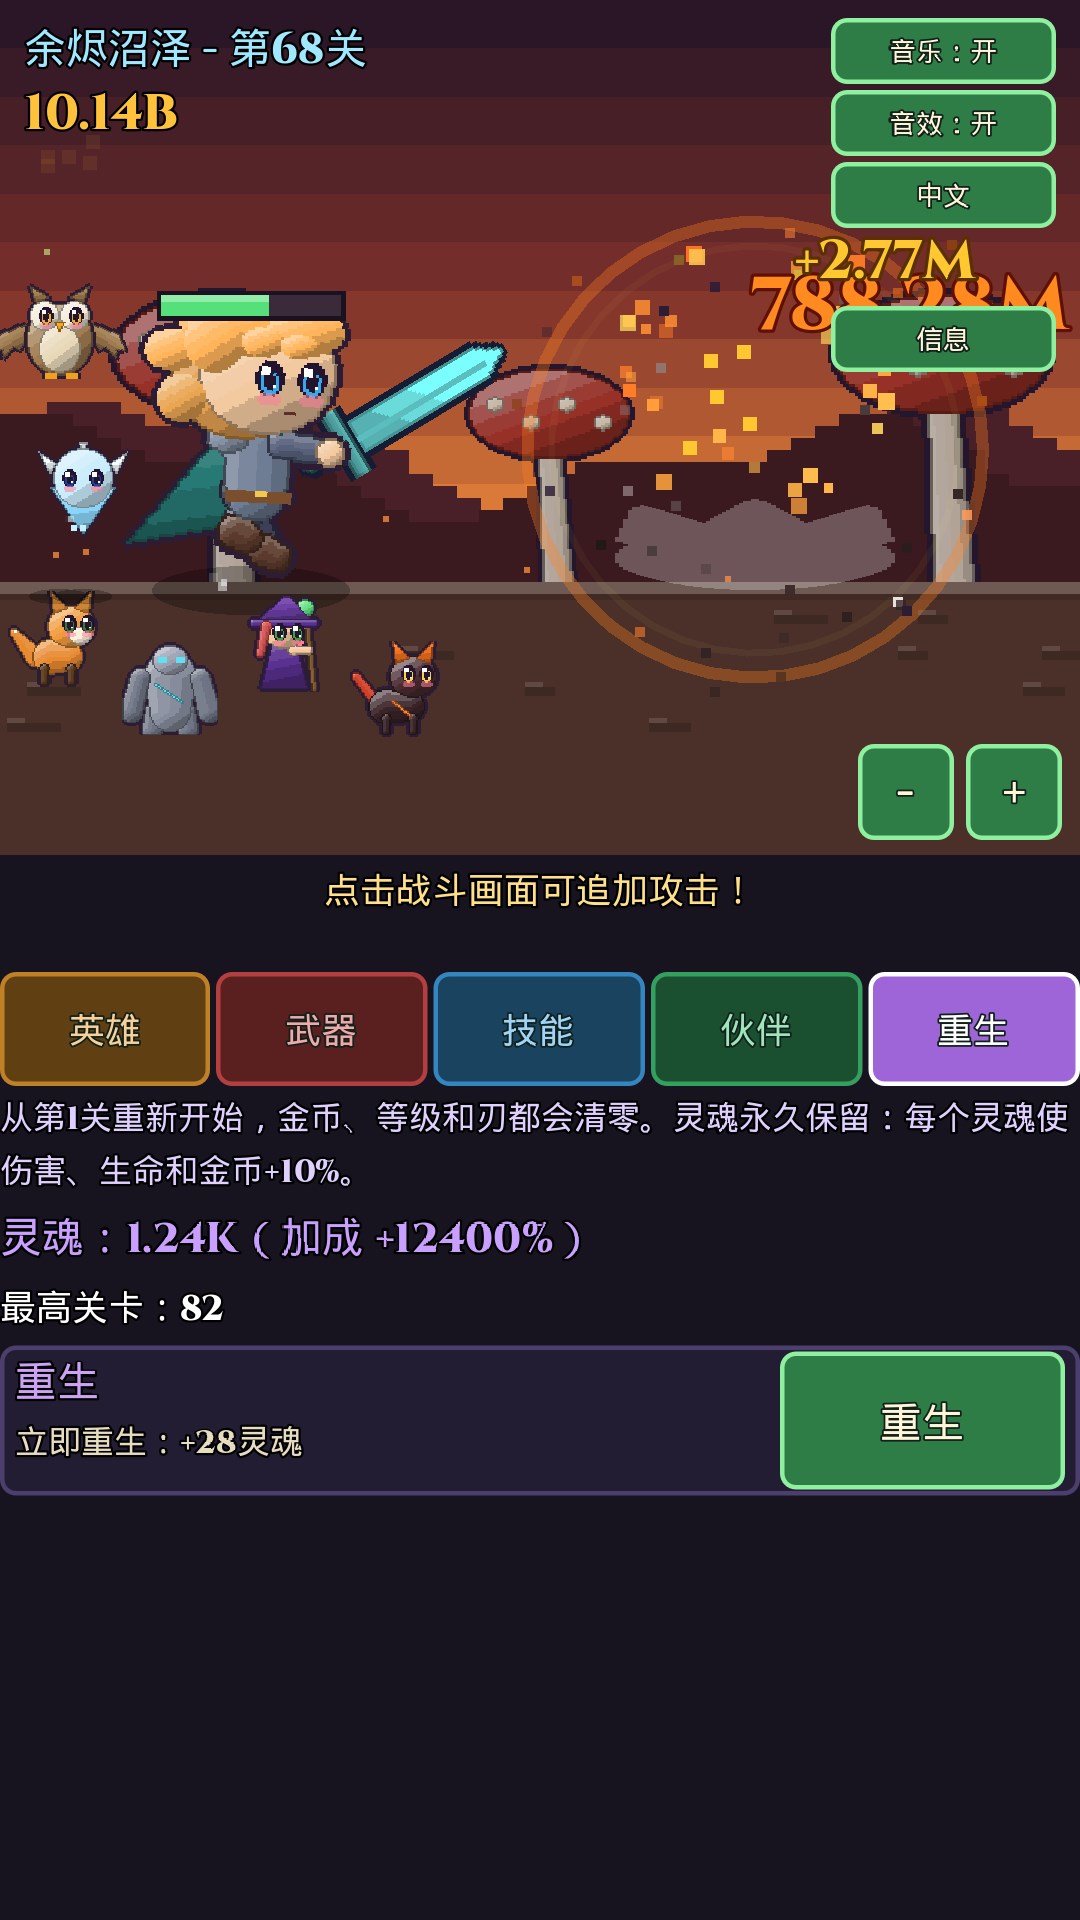 余烬沼泽 - 第68关
10.14B
音乐：开
音效：开
中文
+2.77M
788.28M
信息
-
+
点击战斗画面可追加攻击！
英雄
武器
技能
伙伴
重生
从第1关重新开始，金币、等级和刃都会清零。灵魂永久保留：每个灵魂使
伤害、生命和金币+10%。
灵魂：1.24K（加成 +12400%）
最高关卡：82
重生
立即重生：+28灵魂
重生